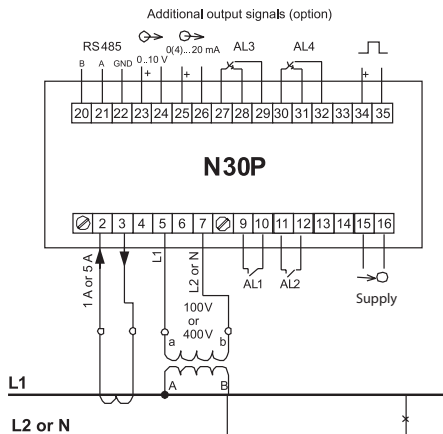 Additional output signals (option)
RS 485 0..10 V 0(4)...20 mA AL3 AL4
B A GND + + +
20 21 22 23 24 25 26 27 28 29 30 31 32 33 34 35
N30P
2 3 4 5 6 7 9 10 11 12 13 14 15 16
1 A or 5 A
L1
L2 or N
AL1 AL2
Supply
100V
or
400V
a b
A B
L1
L2 or N